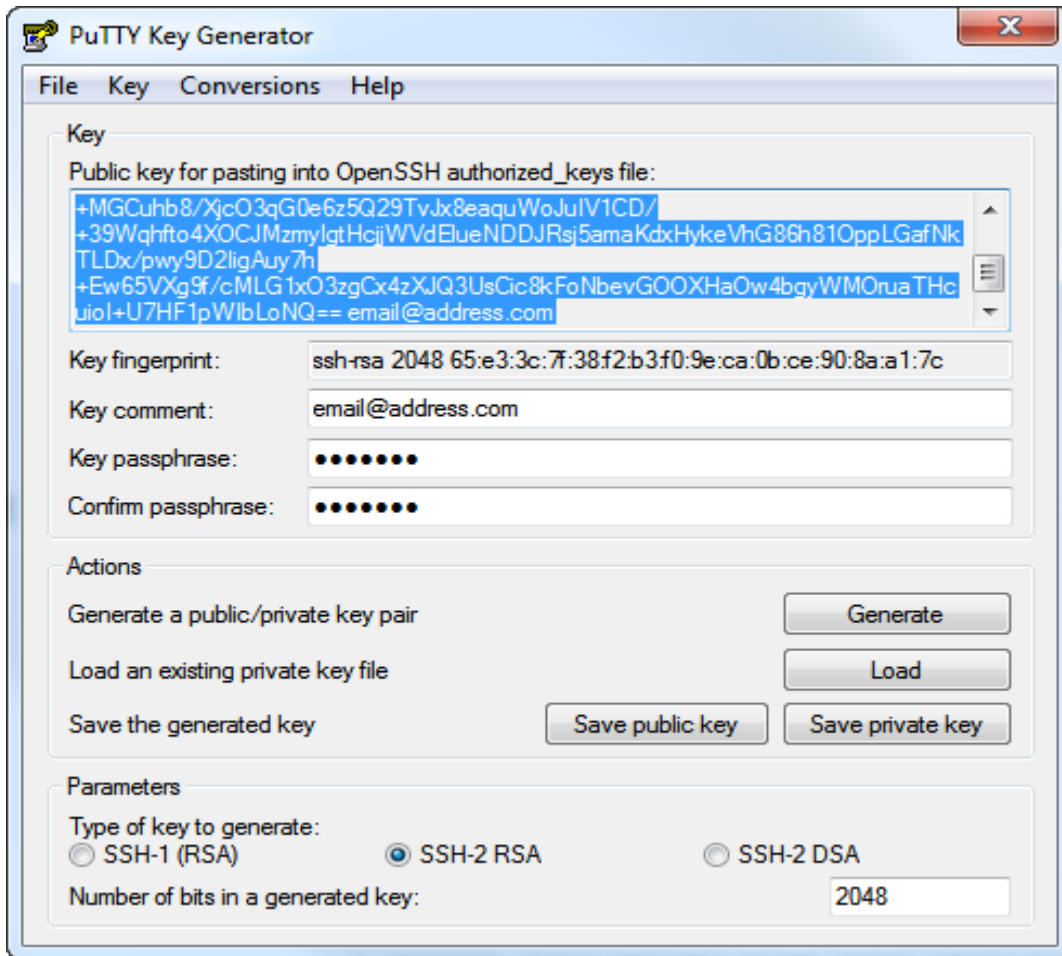 PuTTY Key Generator
File Key Conversions Help
Key
Public key for pasting into OpenSSH authorized_keys file:
+MGCuhb8/XjcO3qG0e6z5Q29TvJx8eaquWoJuIV1CD/
+39Wqhfto4XOCJMzmyIgtHcjjWVdElueNDDJRsj5amaKdxHykeVhG86h81OppLGafNk
TLDx/pwy9D2ligAuy7h
+Ew65VXg9f/cMLG1xO3zgCx4zXJQ3UsCic8kFoNbevGOOXHaOw4bgyWMOruaTHc
uioI+U7HF1pWIbLoNQ== email@address.com
Key fingerprint: ssh-rsa 2048 65:e3:3c:7f:38:f2:b3:f0:9e:ca:0b:ce:90:8a:a1:7c
Key comment: email@address.com
Key passphrase: •••••••
Confirm passphrase: •••••••
Actions
Generate a public/private key pair Generate
Load an existing private key file Load
Save the generated key Save public key Save private key
Parameters
Type of key to generate:
SSH-1 (RSA) SSH-2 RSA SSH-2 DSA
Number of bits in a generated key: 2048